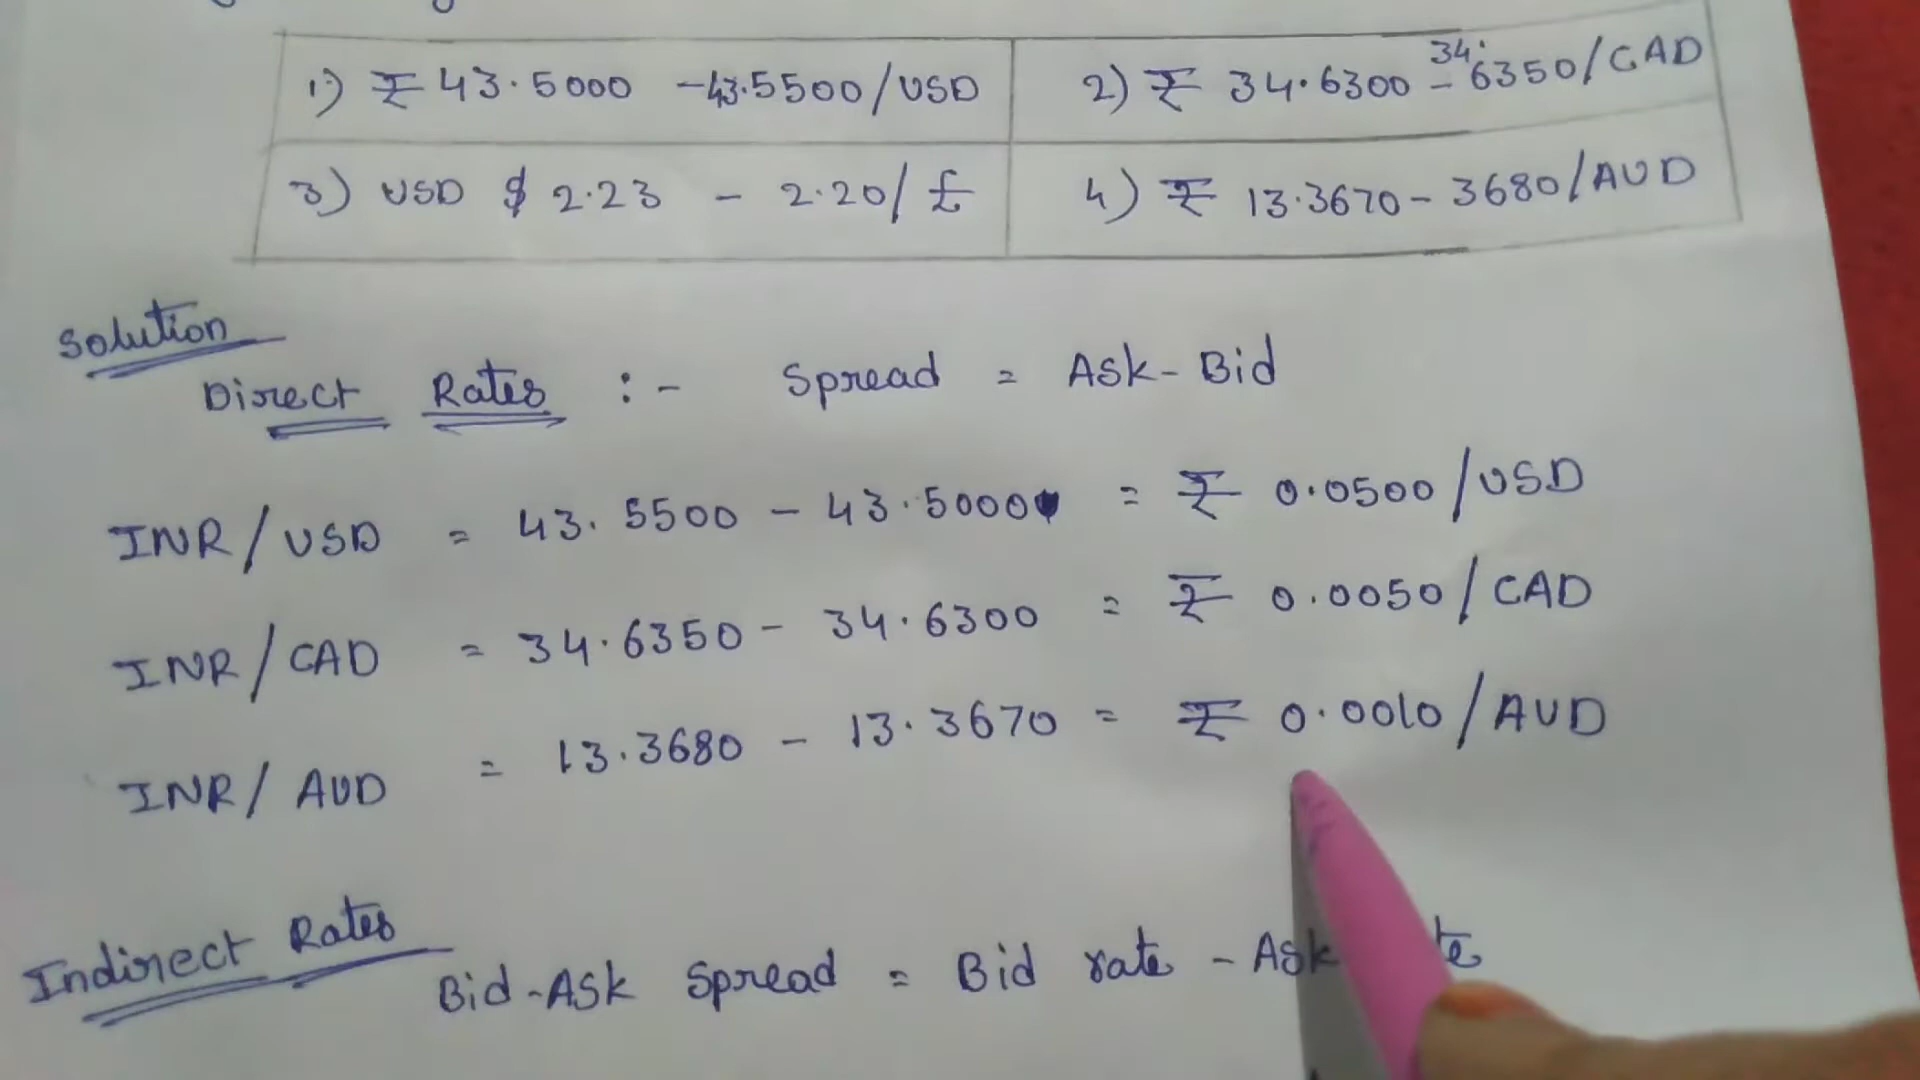 1) ₹ 43.5000 - 43.5500/USD
2) ₹ 34.6300 - 34.6350/CAD
3) USD $ 2.23 - 2.20/£
4) ₹ 13.3670 - 3680/AUD
Solution
Direct Rates :- Spread = Ask-Bid
INR/USD = 43.5500 - 43.5000 = ₹ 0.0500/USD
INR/CAD = 34.6350 - 34.6300 = ₹ 0.0050/CAD
INR/AUD = 13.3680 - 13.3670 = ₹ 0.0010/AUD
Indirect Rates
Bid-Ask Spread = Bid rate - Ask